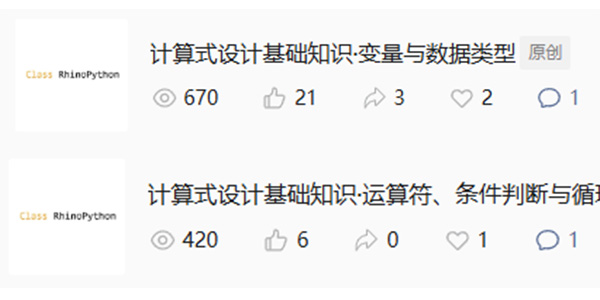 计算式设计基础知识·变量与数据类型 原创
Class RhinoPython
670 21 3 2 1
计算式设计基础知识·运算符、条件判断与循
Class RhinoPython
420 6 0 1 1